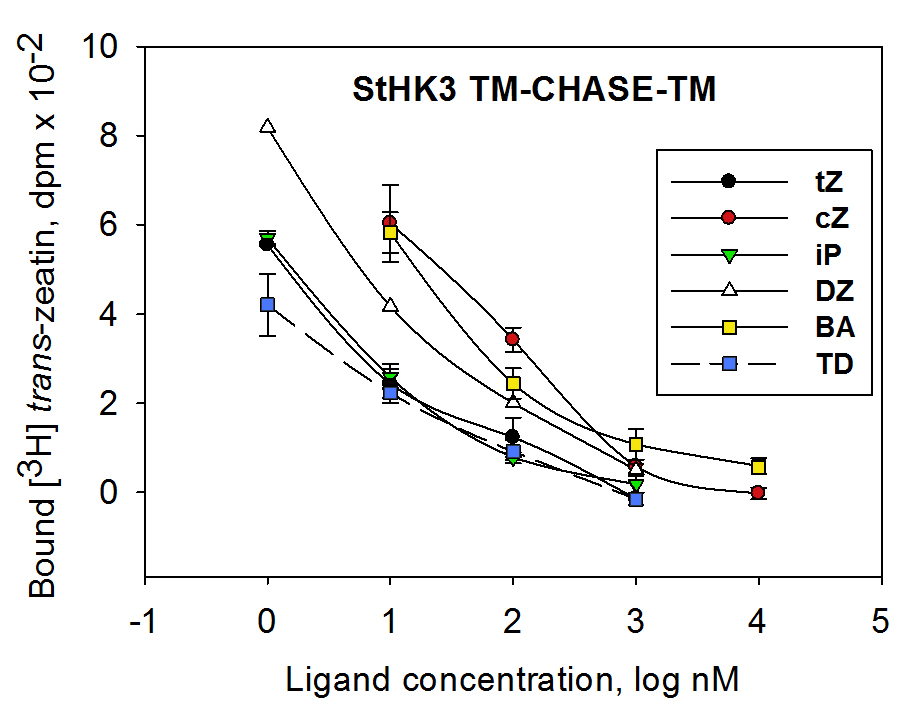 StHK3 TM-CHASE-TM
Bound [³H] trans-zeatin, dpm x 10⁻²
10
8
6
4
2
0
tZ
cZ
iP
DZ
BA
TD
-1 0 1 2 3 4 5
Ligand concentration, log nM